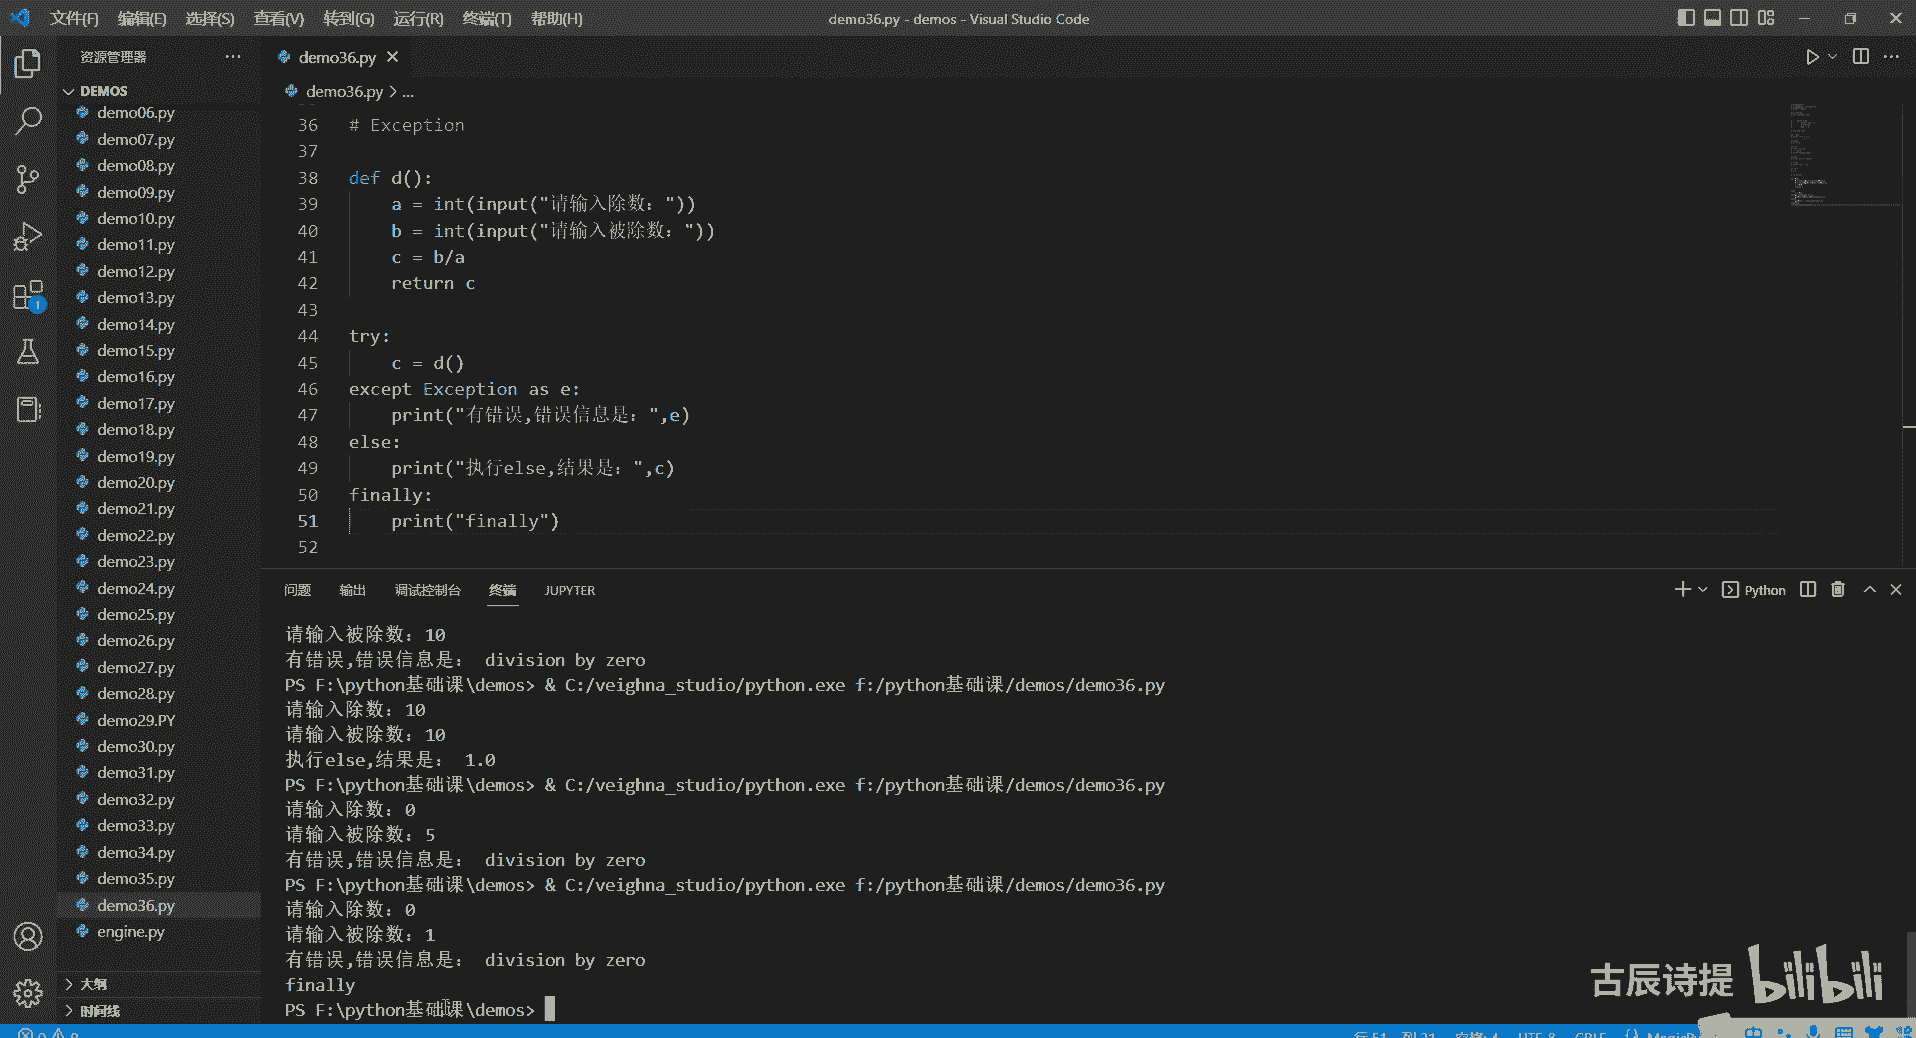 文件(F) 编辑(E) 选择(S) 查看(V) 转到(G) 运行(R) 终端(T) 帮助(H)
demo36.py - demos - Visual Studio Code
资源管理器
DEMOS
demo06.py
demo07.py
demo08.py
demo09.py
demo10.py
demo11.py
demo12.py
demo13.py
demo14.py
demo15.py
demo16.py
demo17.py
demo18.py
demo19.py
demo20.py
demo21.py
demo22.py
demo23.py
demo24.py
demo25.py
demo26.py
demo27.py
demo28.py
demo29.PY
demo30.py
demo31.py
demo32.py
demo33.py
demo34.py
demo35.py
demo36.py
engine.py
大纲
时间线
1
demo36.py
demo36.py > ...
36 # Exception
37
38 def d():
39 a = int(input("请输入除数："))
40 b = int(input("请输入被除数："))
41 c = b/a
42 return c
43
44 try:
45 c = d()
46 except Exception as e:
47 print("有错误,错误信息是：",e)
48 else:
49 print("执行else,结果是：",c)
50 finally:
51 print("finally")
52
问题 输出 调试控制台 终端 JUPYTER
Python
请输入被除数：10
有错误,错误信息是： division by zero
PS F:\python基础课\demos> & C:/veighna_studio/python.exe f:/python基础课/demos/demo36.py
请输入除数：10
请输入被除数：10
执行else,结果是： 1.0
PS F:\python基础课\demos> & C:/veighna_studio/python.exe f:/python基础课/demos/demo36.py
请输入除数：0
请输入被除数：5
有错误,错误信息是： division by zero
PS F:\python基础课\demos> & C:/veighna_studio/python.exe f:/python基础课/demos/demo36.py
请输入除数：0
请输入被除数：1
有错误,错误信息是： division by zero
finally
PS F:\python基础课\demos>
古辰诗提 bilibili